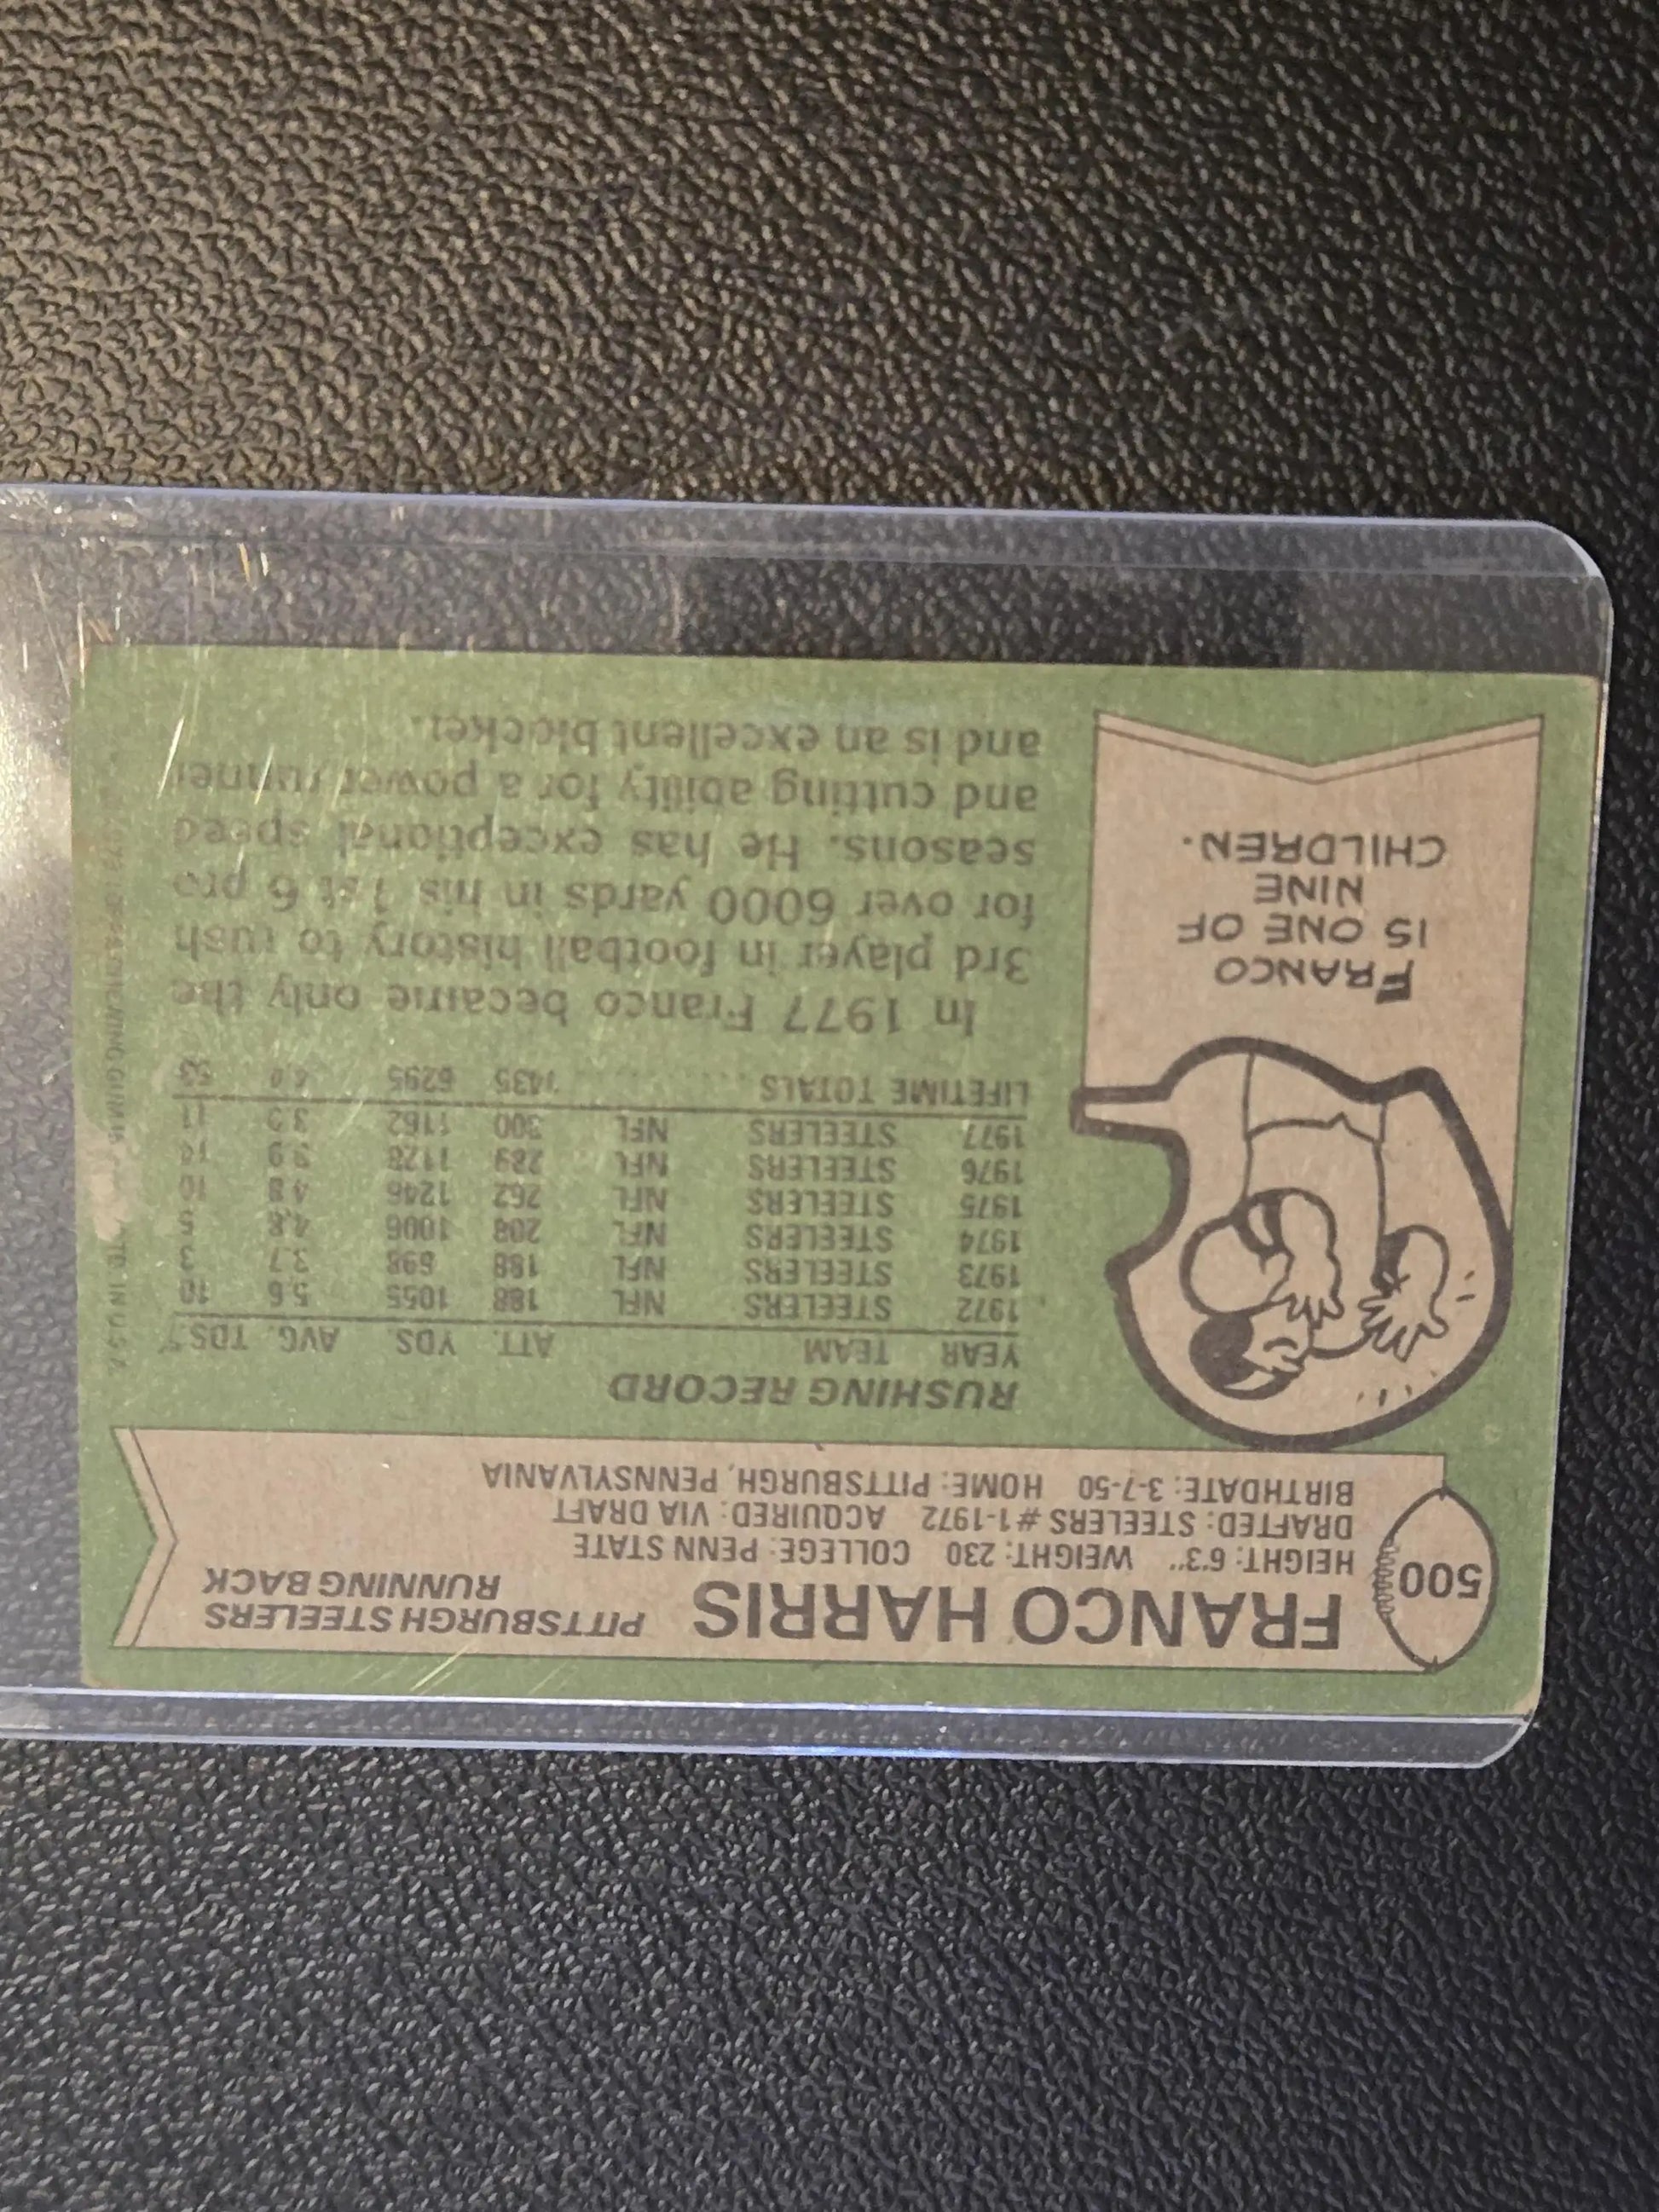 500
FRANCO HARRIS PITTSBURGH STEELERS
RUNNING BACK
HEIGHT: 6'3" WEIGHT: 230 COLLEGE: PENN STATE
DRAFTED: STEELERS #1-1972 ACQUIRED: VIA DRAFT
BIRTHDATE: 3-7-50 HOME: PITTSBURGH, PENNSYLVANIA
FRANCO
IS ONE OF
NINE
CHILDREN.
RUSHING RECORD
YEAR TEAM ATT. YDS. AVG. TDS
1972 STEELERS NFL 188 1055 5.6 10
1973 STEELERS NFL 188 698 3.7 3
1974 STEELERS NFL 208 1006 4.8 5
1975 STEELERS NFL 262 1246 4.8 10
1976 STEELERS NFL 289 1128 3.9 14
1977 STEELERS NFL 300 1162 3.9 11
LIFETIME TOTALS 1435 6295 4.4 53
In 1977 Franco became only the
3rd player in football history to rush
for over 6000 yards in his 1st 6 pro
seasons. He has exceptional speed
and cutting ability for a power runner
and is an excellent blocker.
CHEWING GUM
PTD. IN U.S.A.